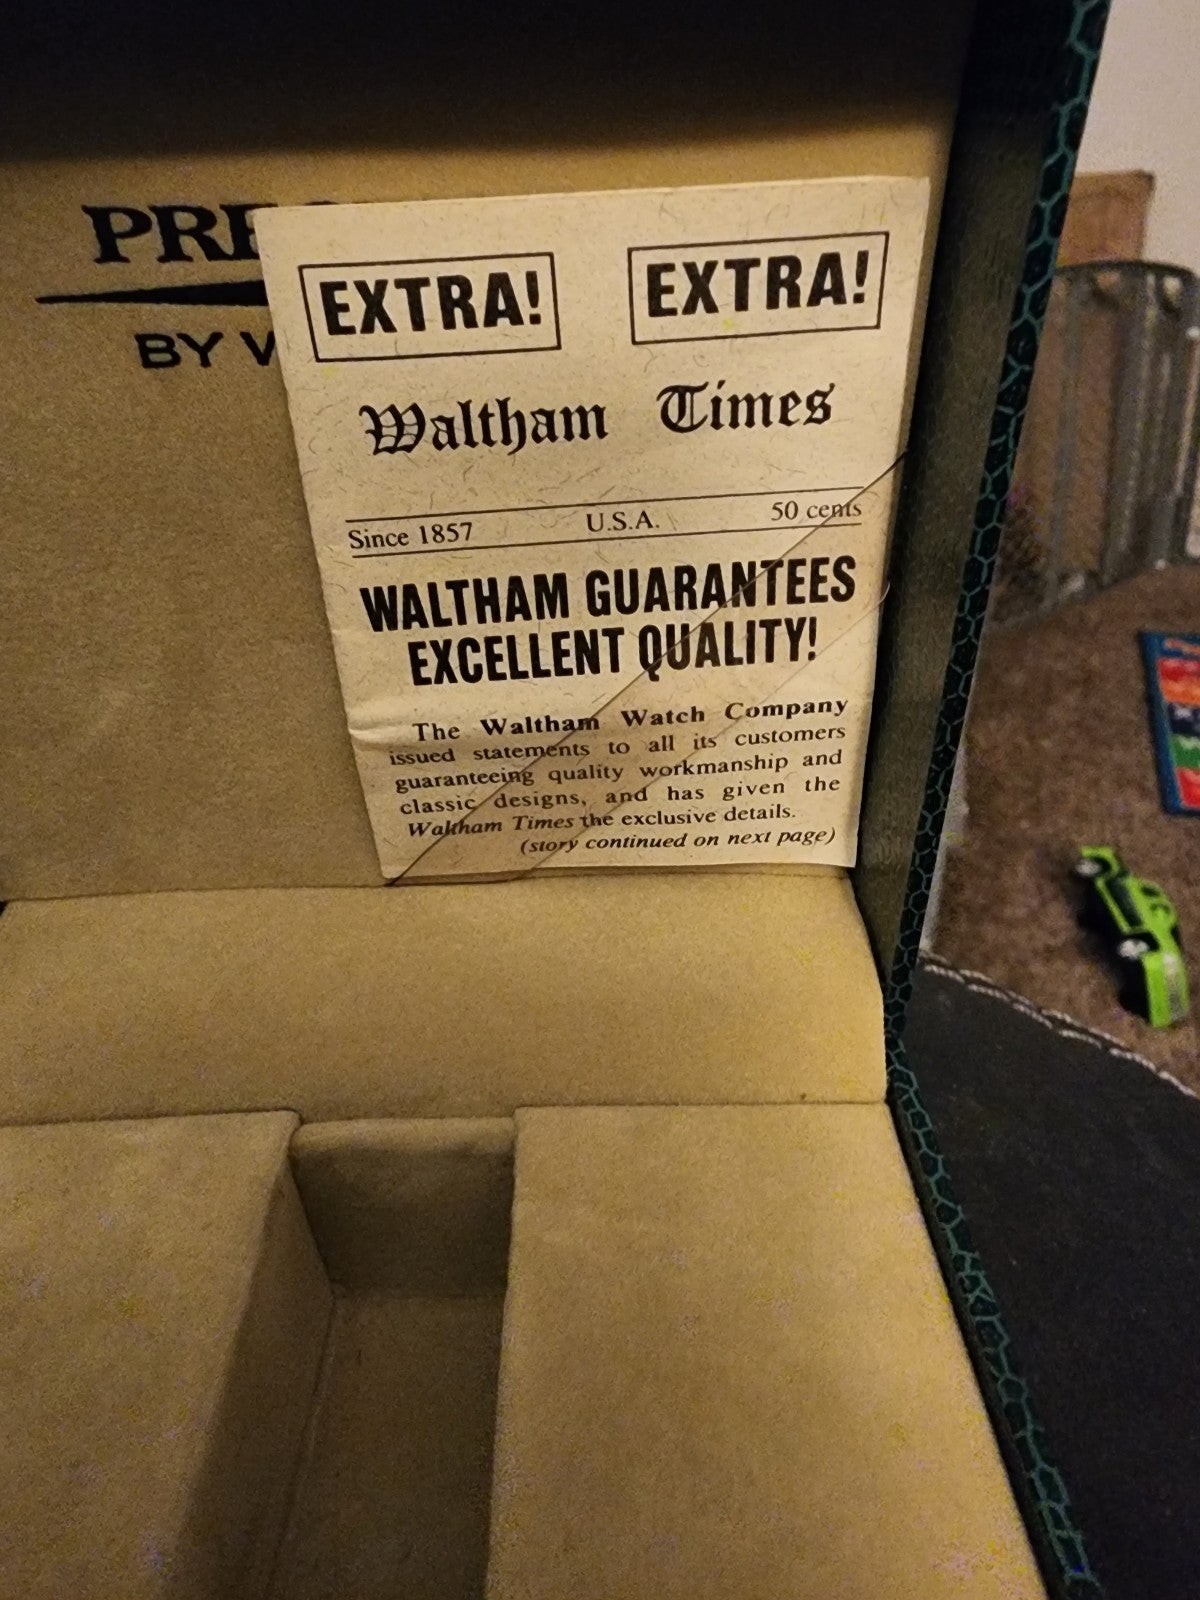 EXTRA! EXTRA!
Waltham Times
Since 1857 U.S.A. 50 cents
WALTHAM GUARANTEES
EXCELLENT QUALITY!
The Waltham Watch Company
issued statements to all its customers
guaranteeing quality workmanship and
classic designs, and has given the
Waltham Times the exclusive details.
(story continued on next page)
BY